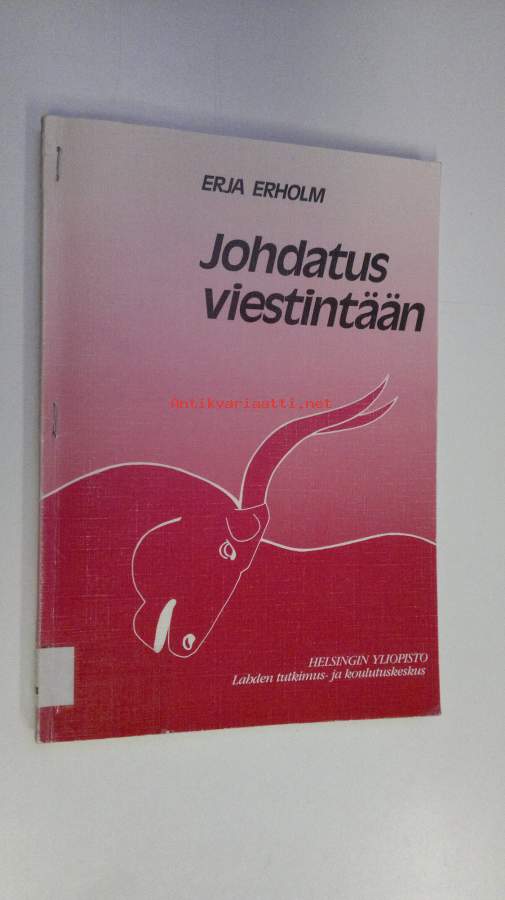 ERJA ERHOLM
Johdatus
viestintään
Antikvariaatti.net
HELSINGIN YLIOPISTO
Lahden tutkimus- ja koulutuskeskus